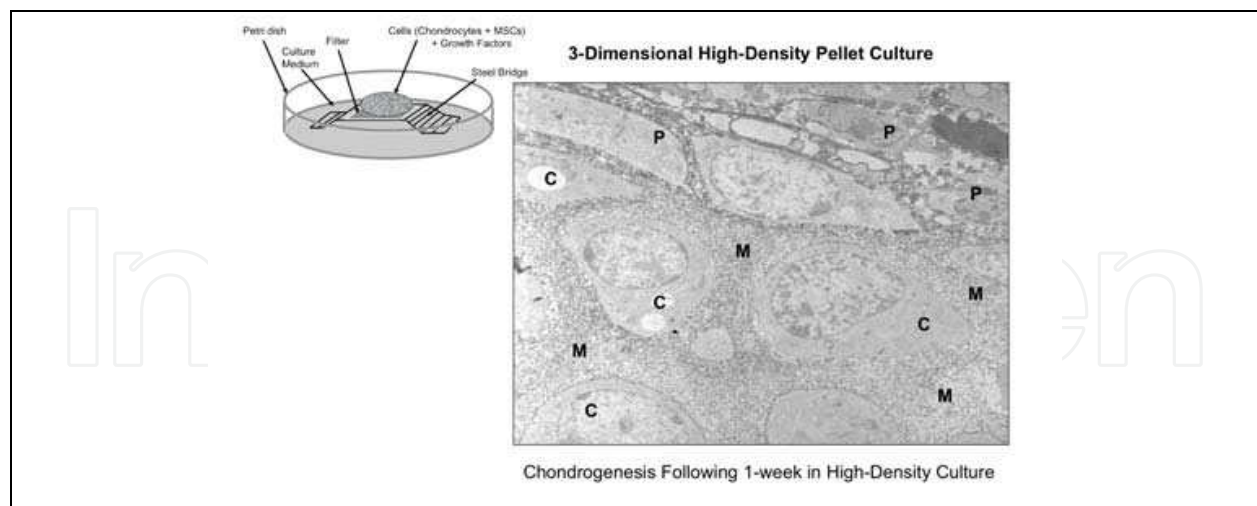 Petri dish
Filter
Cells (Chondrocytes + MSCs)
+ Growth Factors
Culture
Medium
Steel Bridge
3-Dimensional High-Density Pellet Culture
P
P
C
P
M
M
C
C
M
M
C
Chondrogenesis Following 1-week in High-Density Culture